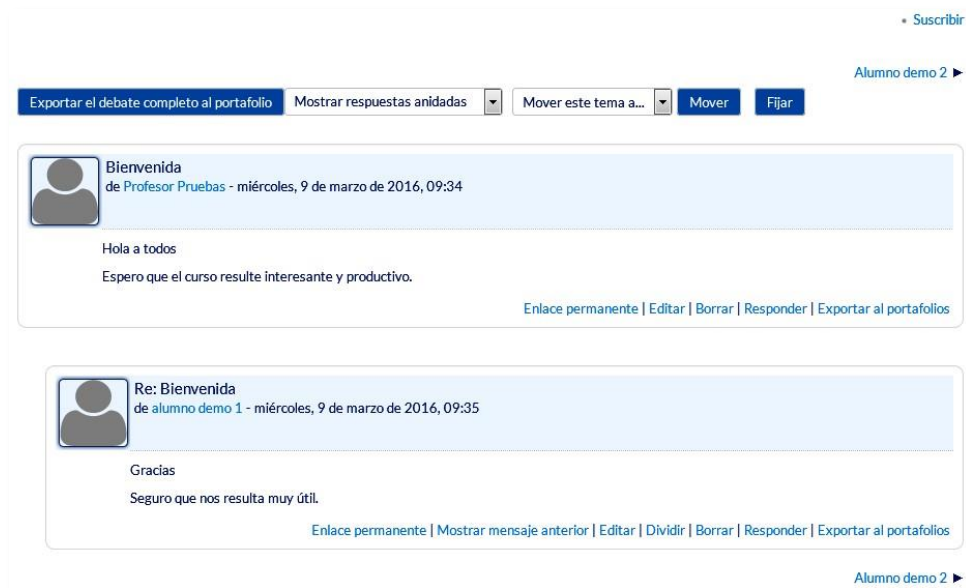 Suscribir
Alumno demo 2 ►
Exportar el debate completo al portafolio Mostrar respuestas anidadas Mover este tema a... Mover Fijar
Bienvenida
de Profesor Pruebas - miércoles, 9 de marzo de 2016, 09:34
Hola a todos
Espero que el curso resulte interesante y productivo.
Enlace permanente | Editar | Borrar | Responder | Exportar al portafolios
Re: Bienvenida
de alumno demo 1 - miércoles, 9 de marzo de 2016, 09:35
Gracias
Seguro que nos resulta muy útil.
Enlace permanente | Mostrar mensaje anterior | Editar | Dividir | Borrar | Responder | Exportar al portafolios
Alumno demo 2 ►